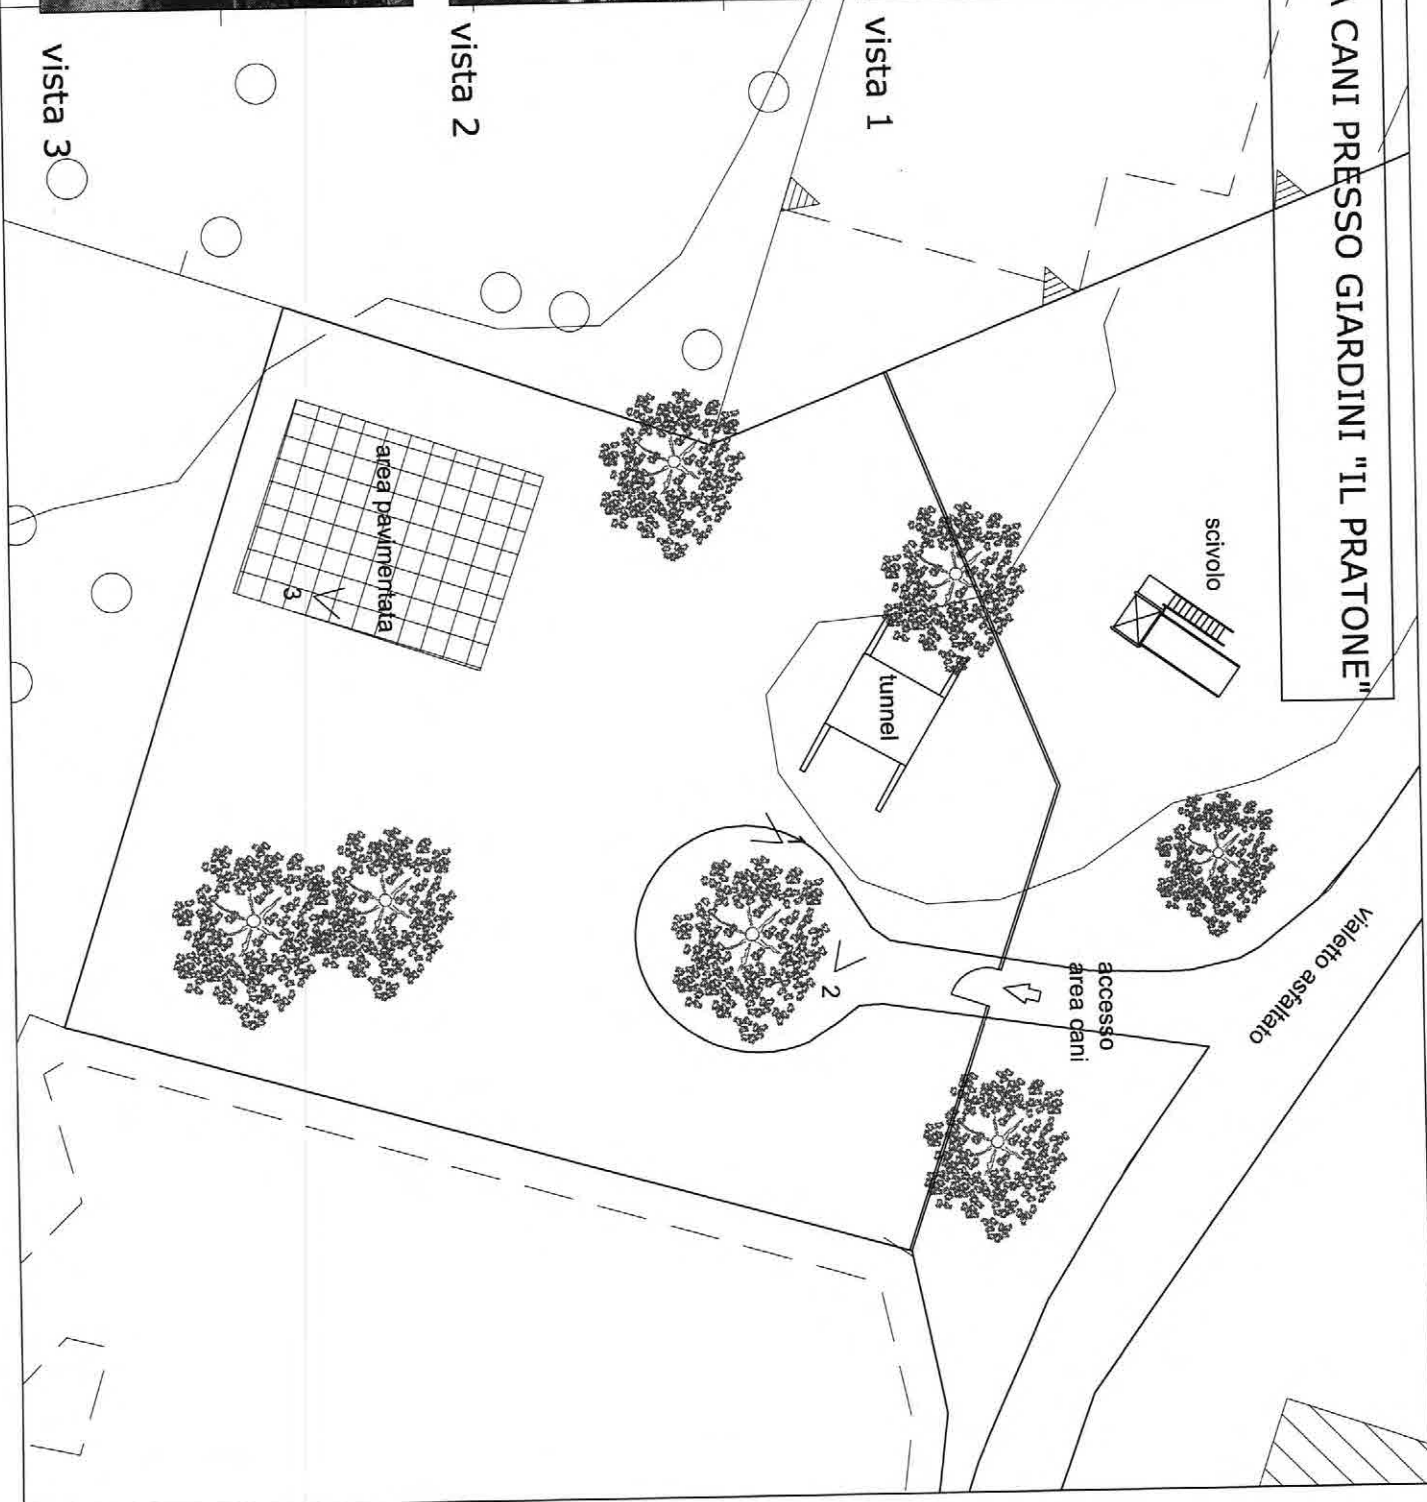 CANI PRESSO GIARDINI "IL PRATONE"
vista 1
vista 2
vista 3
scivolo
tunnel
area pavimentata
3
2
accesso
area cani
vialetto asfaltato